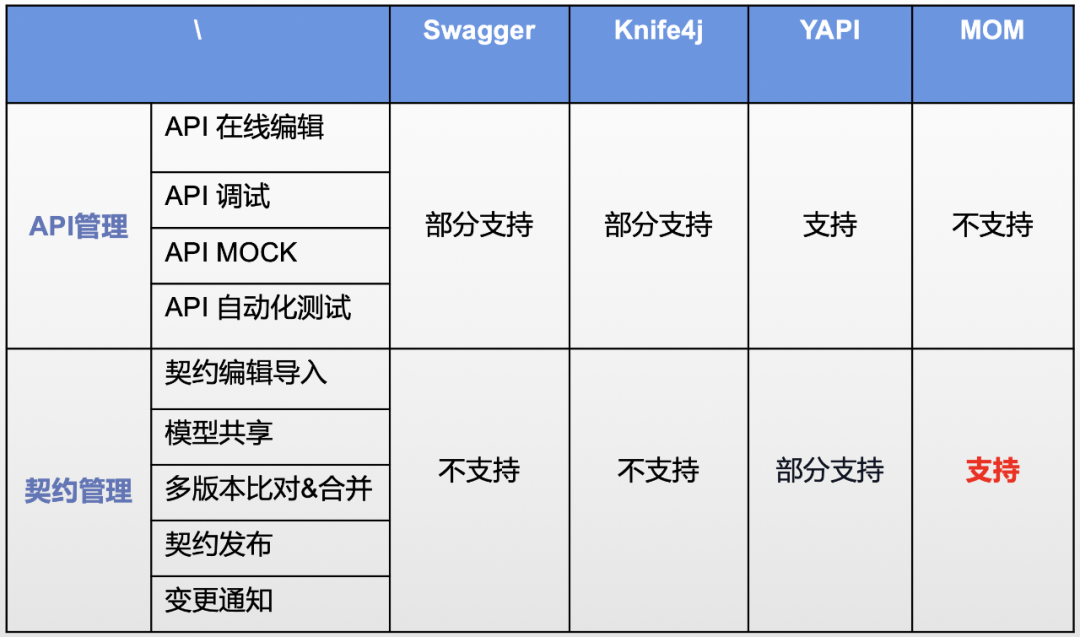 \ Swagger Knife4j YAPI MOM
API管理
API 在线编辑
API 调试
API MOCK
API 自动化测试
部分支持 部分支持 支持 不支持
契约管理
契约编辑导入
模型共享
多版本比对&合并
契约发布
变更通知
不支持 不支持 部分支持 支持